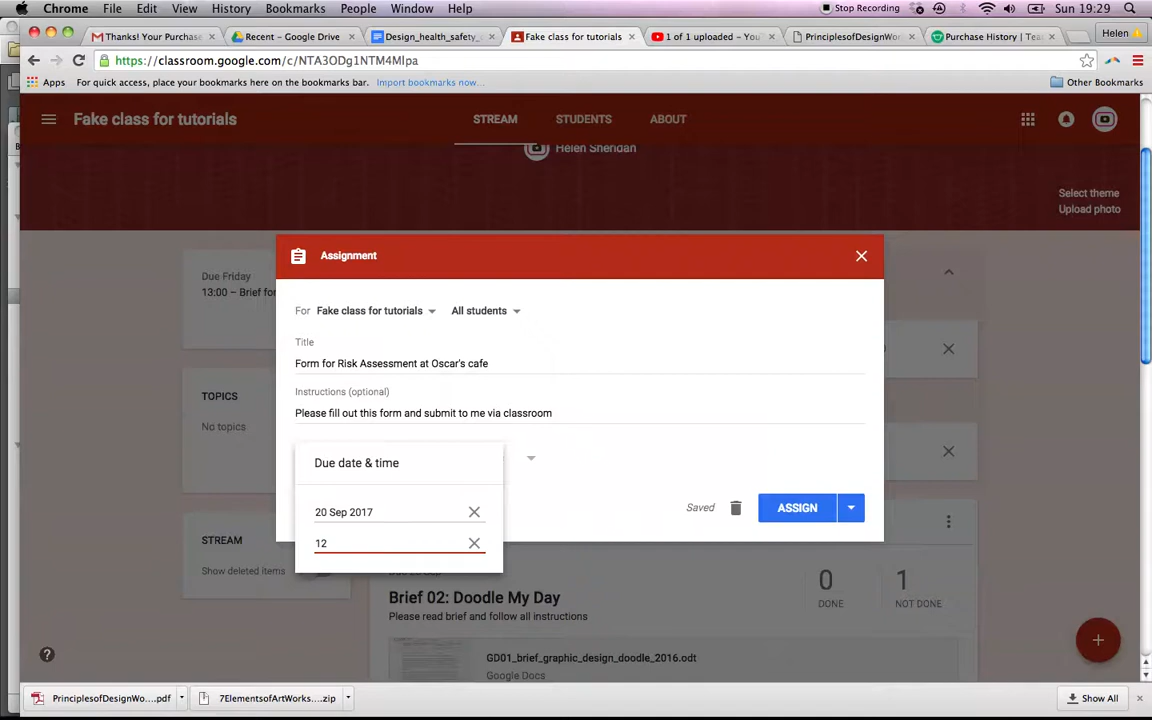 Chrome File Edit View History Bookmarks People Window Help Stop Recording Sun 19:29
Thanks! Your Purchase
Recent – Google Drive
Design_health_safety_c
Fake class for tutorials
1 of 1 uploaded – You
PrinciplesofDesignWor
Purchase History | Tea
Helen
https://classroom.google.com/c/NTA3ODg1NTM4Mlpa
Apps For quick access, place your bookmarks here on the bookmarks bar. Import bookmarks now... Other Bookmarks
Fake class for tutorials STREAM STUDENTS ABOUT
Helen Sheridan
Select theme
Upload photo
Assignment
Due Friday
13:00 – Brief for
For Fake class for tutorials All students
Title
Form for Risk Assessment at Oscar's cafe
Instructions (optional)
Please fill out this form and submit to me via classroom
TOPICS
No topics
Due date & time
20 Sep 2017
12
Saved ASSIGN
STREAM
Show deleted items
Brief 02: Doodle My Day
Please read brief and follow all instructions
0 1
DONE NOT DONE
GD01_brief_graphic_design_doodle_2016.odt
Google Docs
PrinciplesofDesignWo....pdf 7ElementsofArtWorks....zip Show All